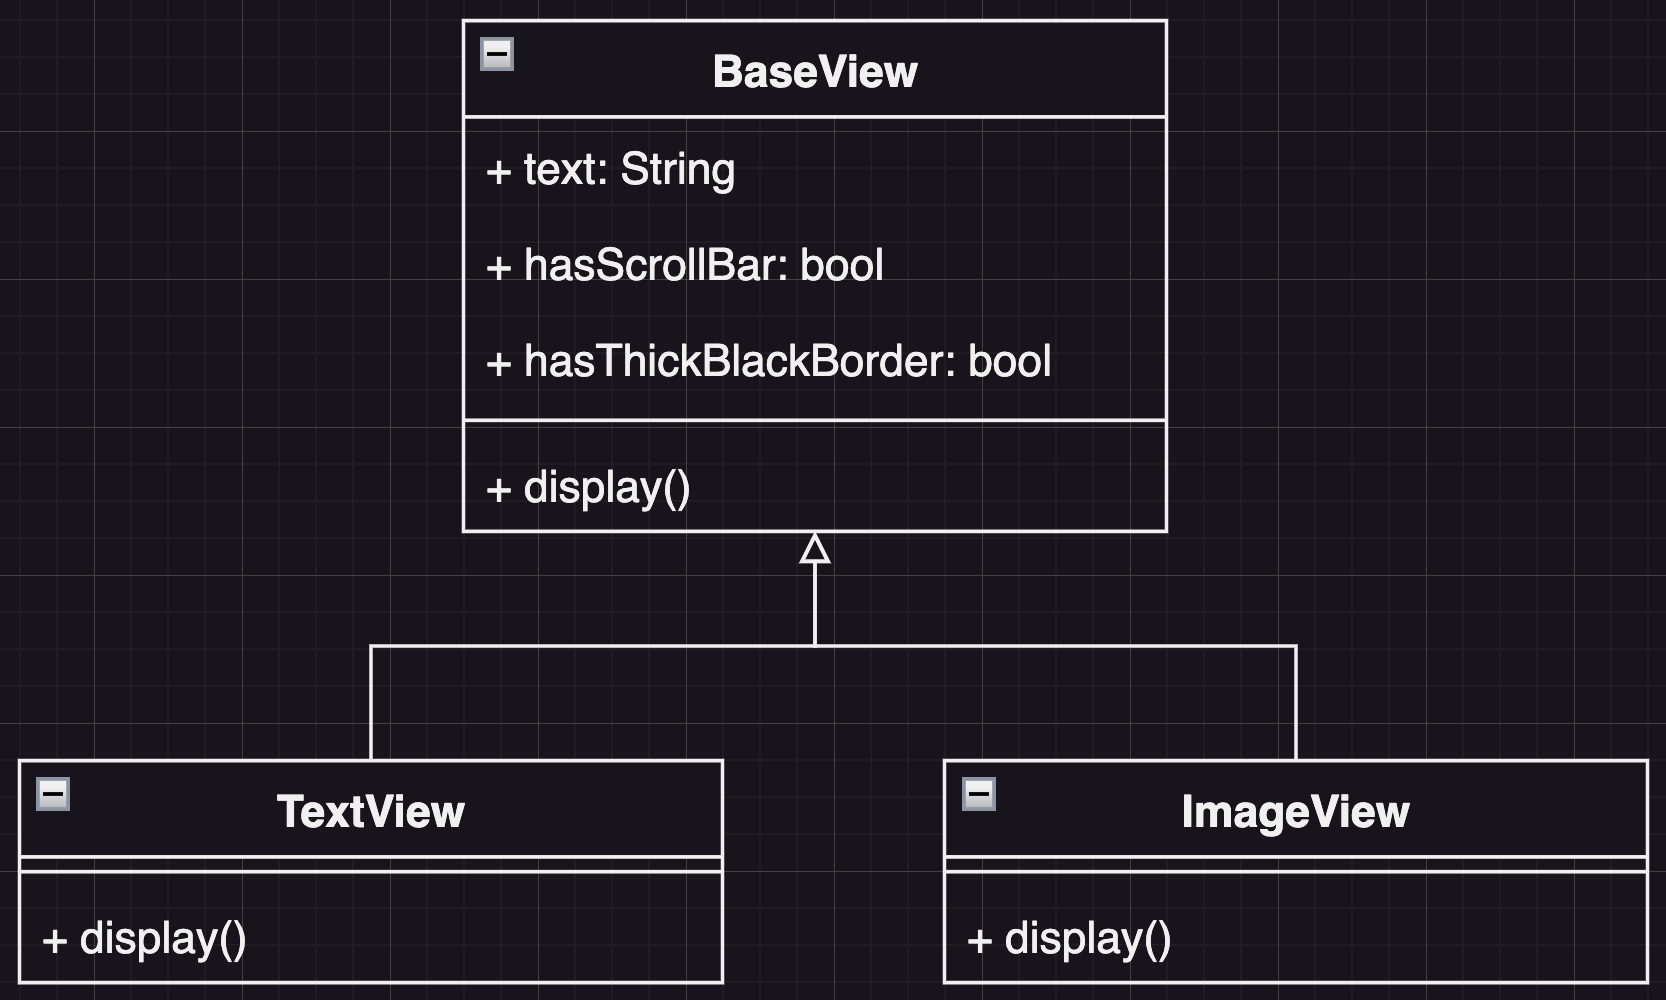 BaseView
+ text: String
+ hasScrollBar: bool
+ hasThickBlackBorder: bool
+ display()
TextView
+ display()
ImageView
+ display()